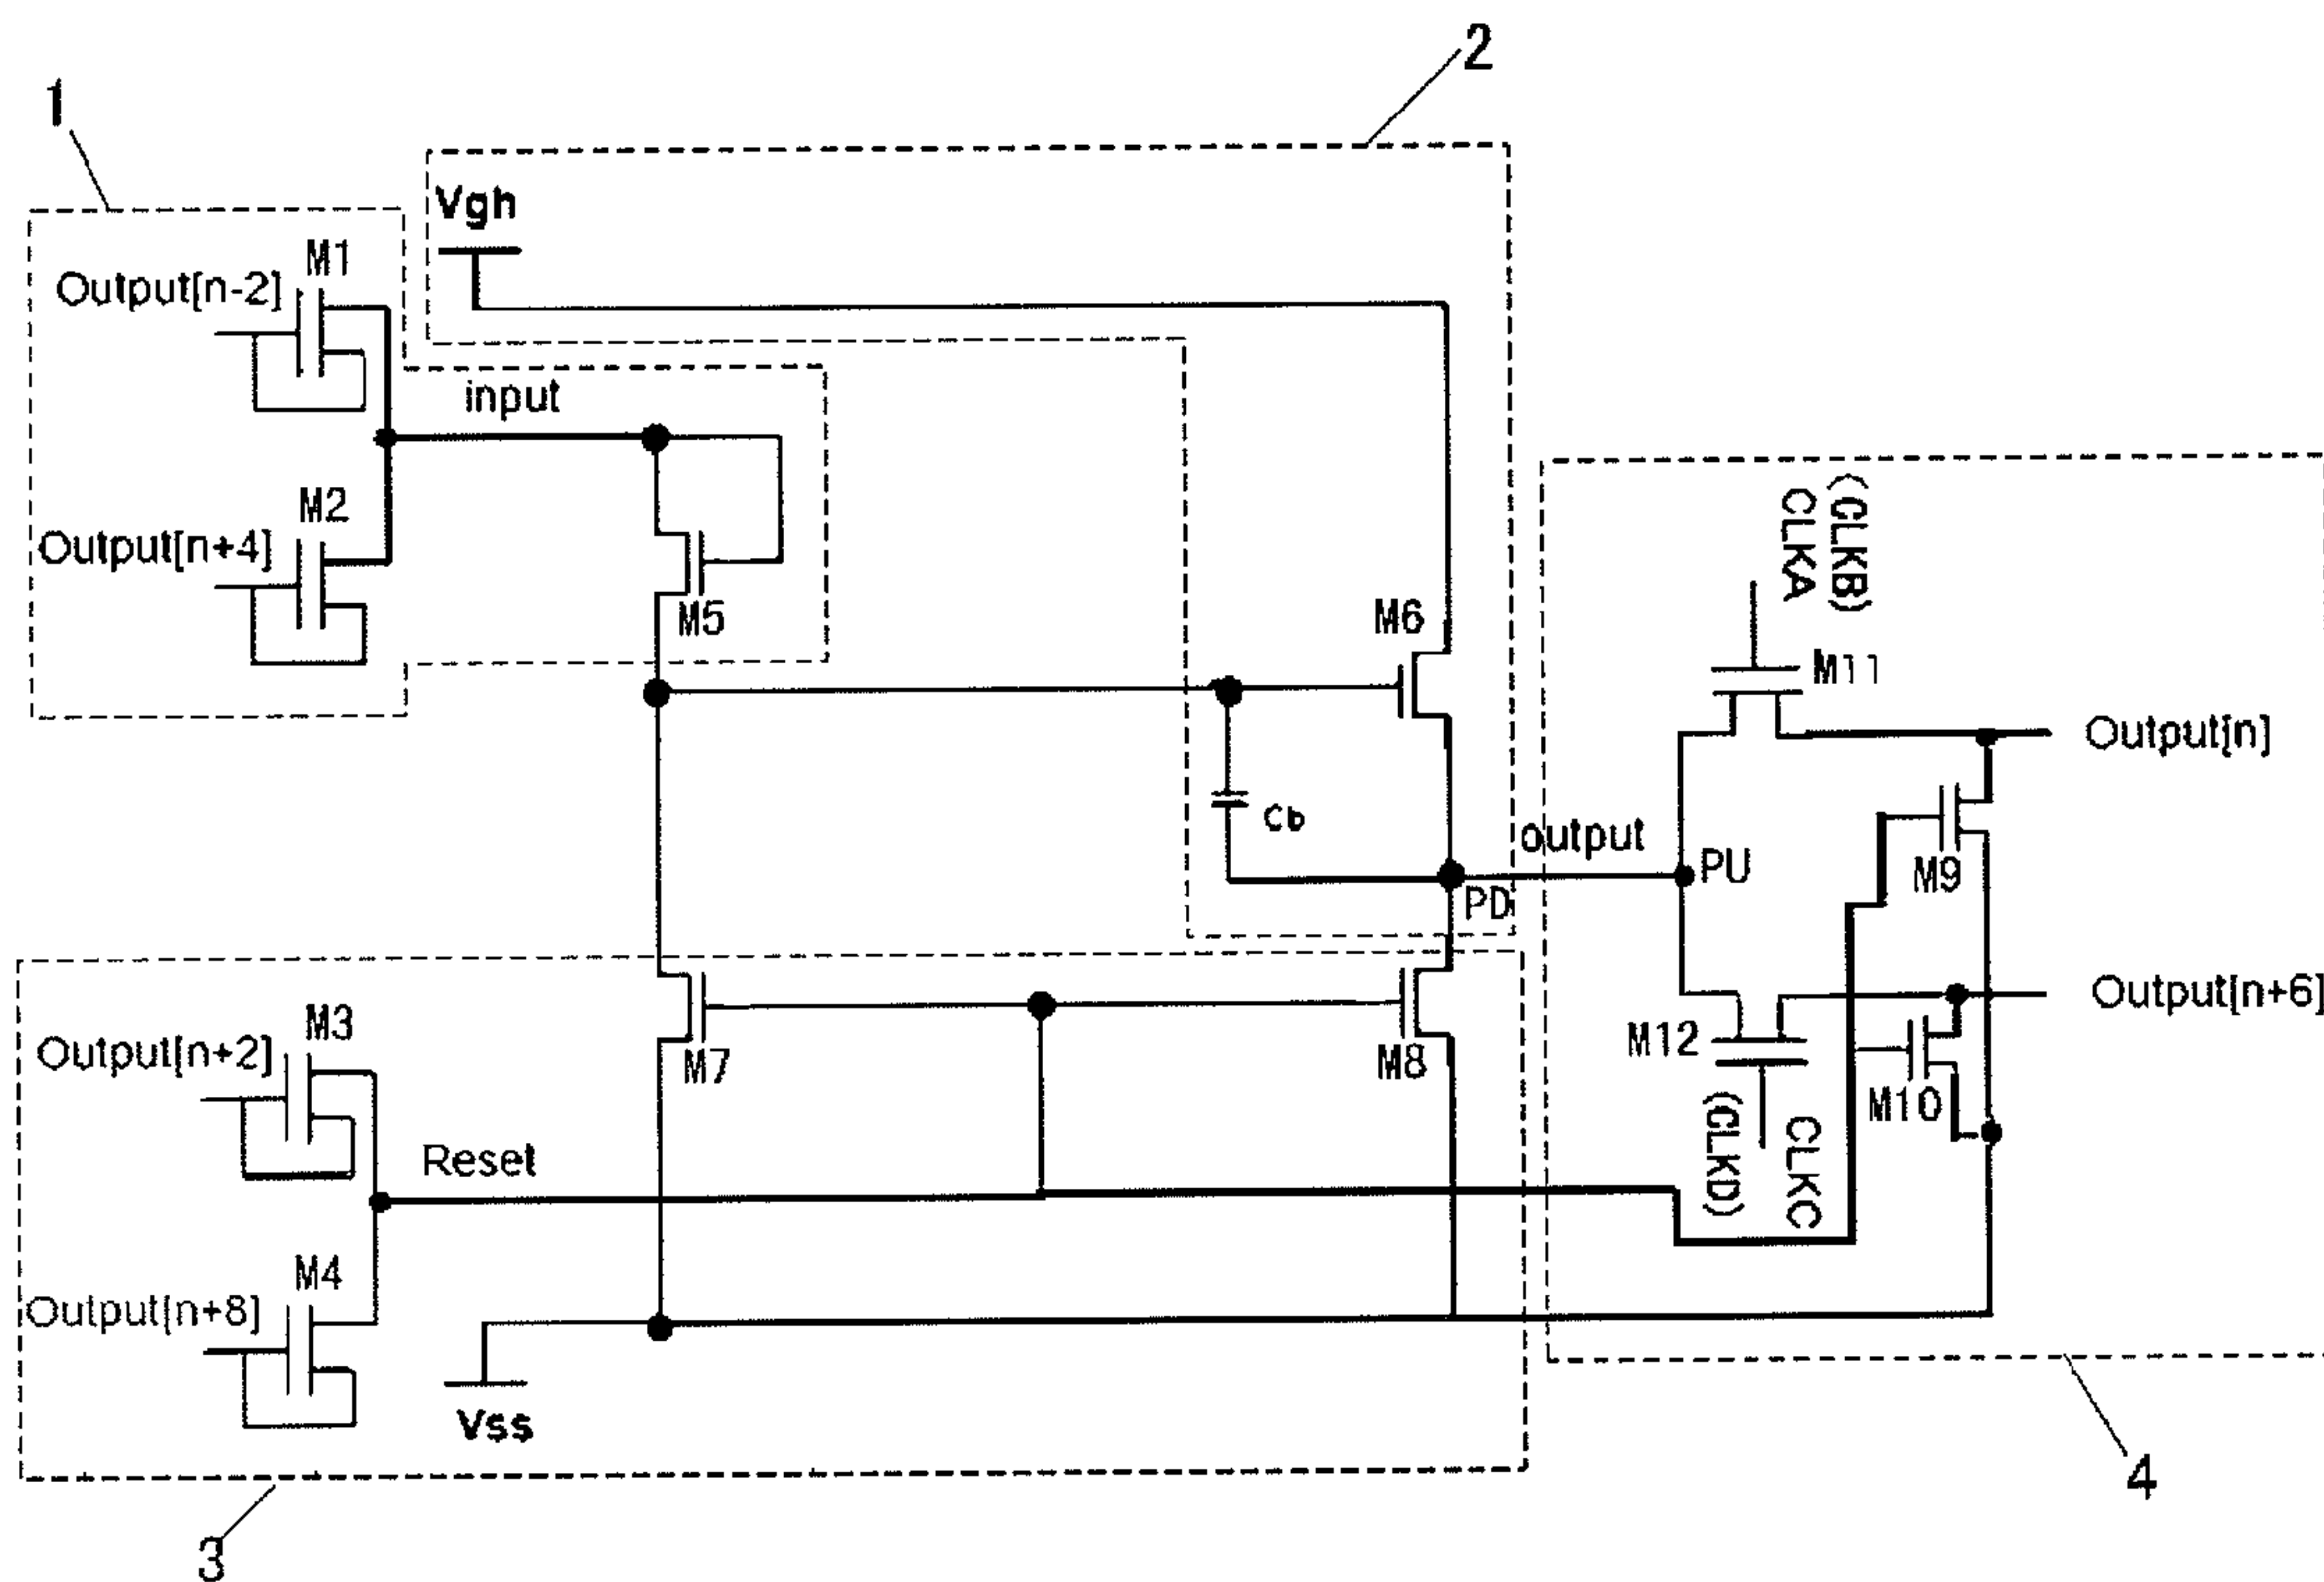 2
1
Vgh
M1
Output[n-2]
input
M2
Output[n+4]
M5
M6
(CLKB)
CLKA
M11
Output[n]
Cb
output
PU
M9
PD
Output[n+6]
M3
Output[n+2]
M7
M8
M12
M10
(CLKD)
CLKC
Reset
M4
Output[n+8]
Vss
4
3